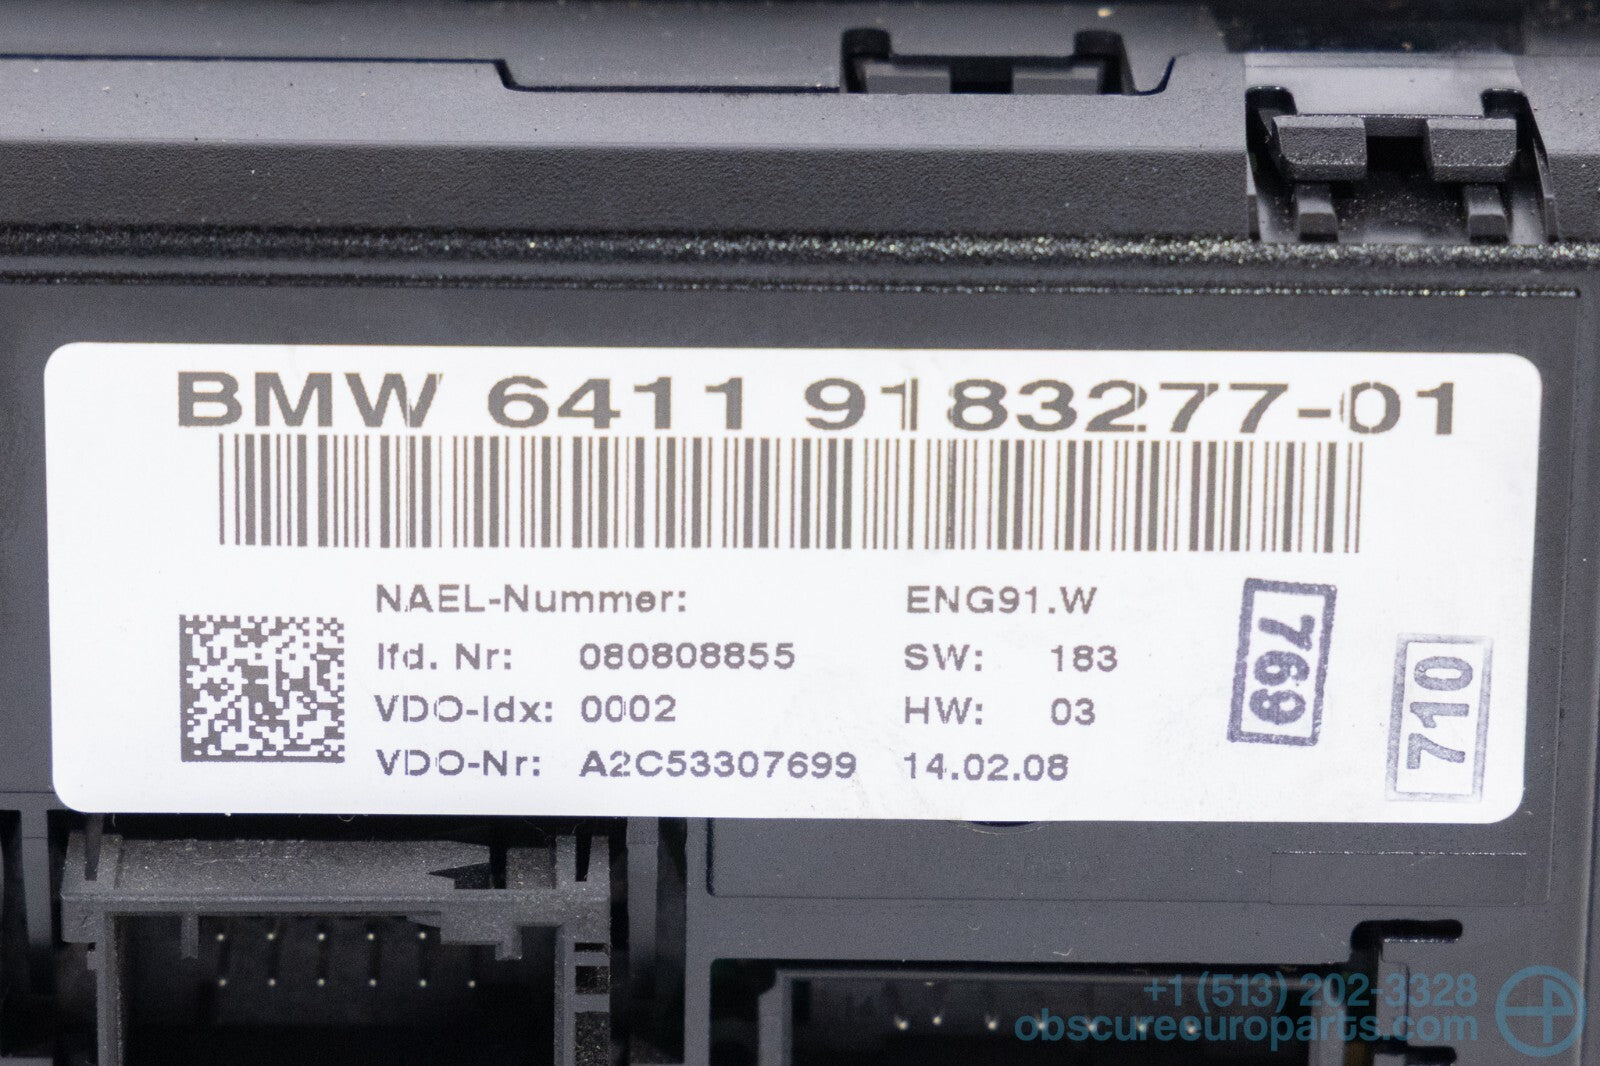 BMW 6411 9183277-01
NAEL-Nummer: ENG91.W
lfd. Nr: 080808855 SW: 183
VDO-Idx: 0002 HW: 03
VDO-Nr: A2C53307699 14.02.08
769
710
+1 (513) 202-3328
obscureeuroparts.com